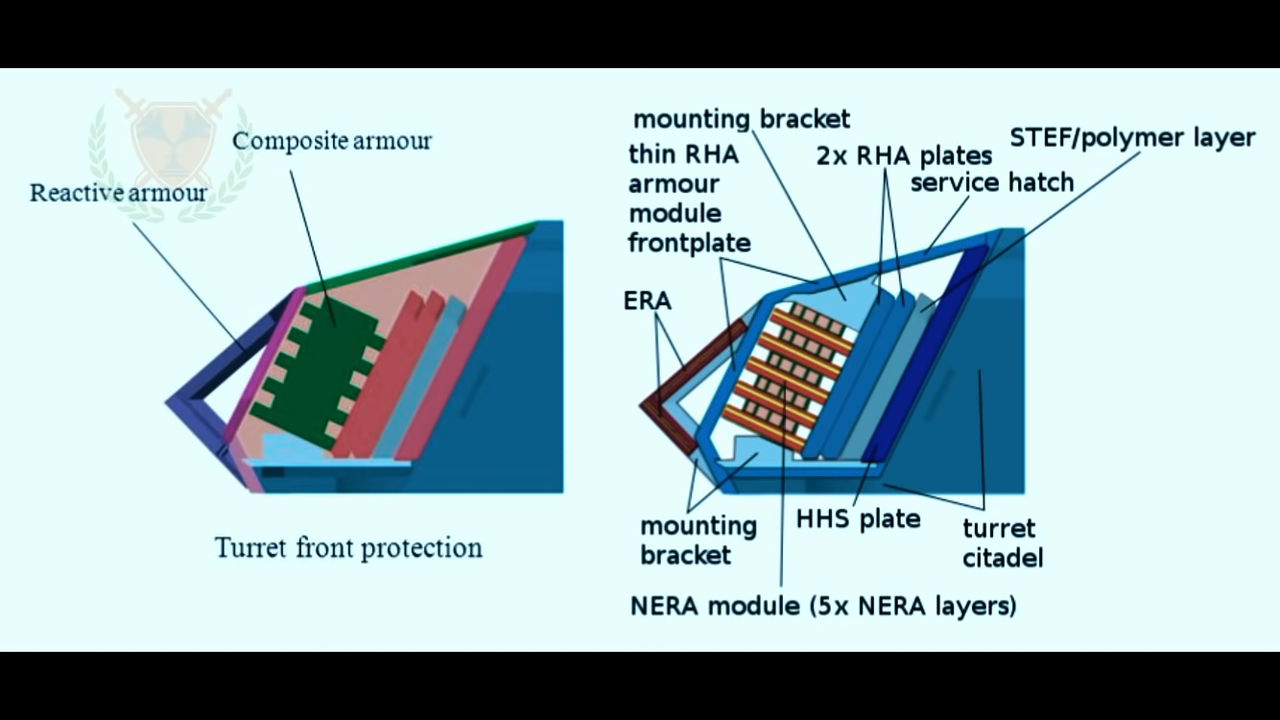 Composite armour
Reactive armour
Turret front protection
mounting bracket
thin RHA
armour
module
frontplate
2x RHA plates
STEF/polymer layer
service hatch
ERA
mounting
bracket
HHS plate
turret
citadel
NERA module (5x NERA layers)